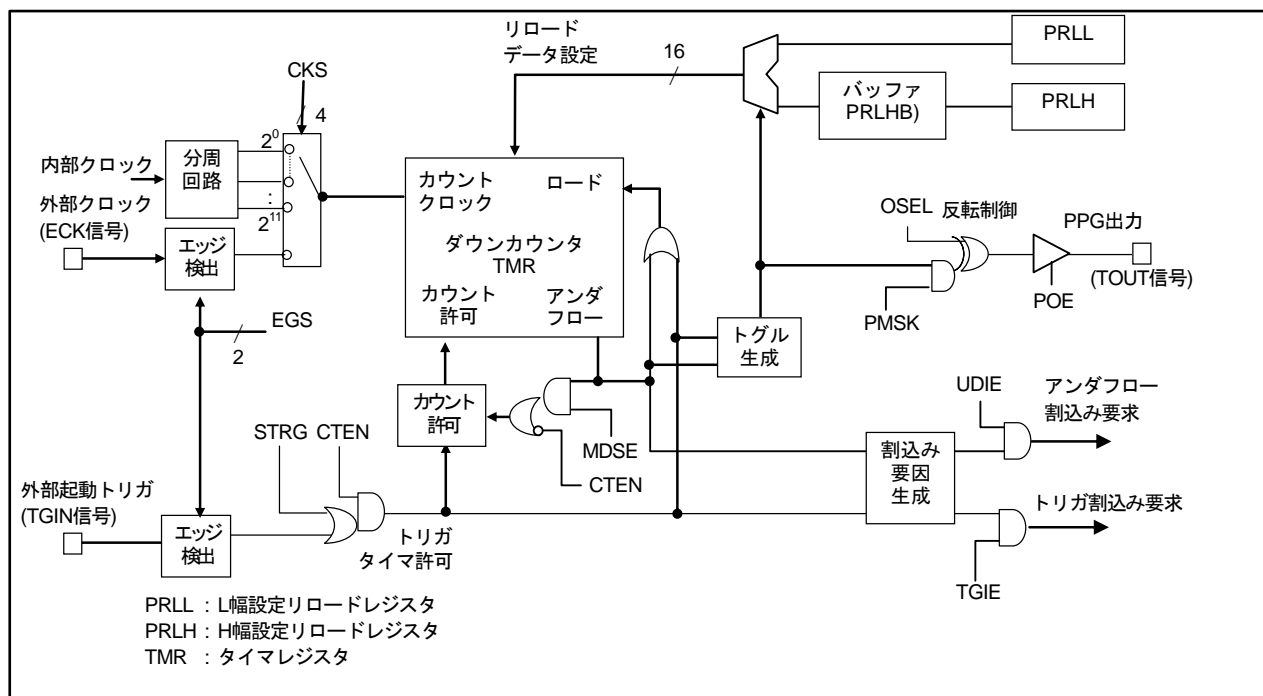 リロード
データ設定
16
PRLL
バッファ
PRLHB)
PRLH
CKS
4
2⁰
:
2¹¹
内部クロック
分周
回路
外部クロック
(ECK信号)
エッジ
検出
カウント
クロック
ロード
ダウンカウンタ
TMR
カウント
許可
アンダ
フロー
OSEL
反転制御
PPG出力
(TOUT信号)
POE
PMSK
EGS
2
トグル
生成
カウント
許可
MDSE
CTEN
UDIE
アンダフロー
割込み要求
STRG
CTEN
割込み
要因
生成
外部起動トリガ
(TGIN信号)
エッジ
検出
トリガ
タイマ許可
トリガ割込み要求
TGIE
PRLL : L幅設定リロードレジスタ
PRLH : H幅設定リロードレジスタ
TMR : タイマレジスタ